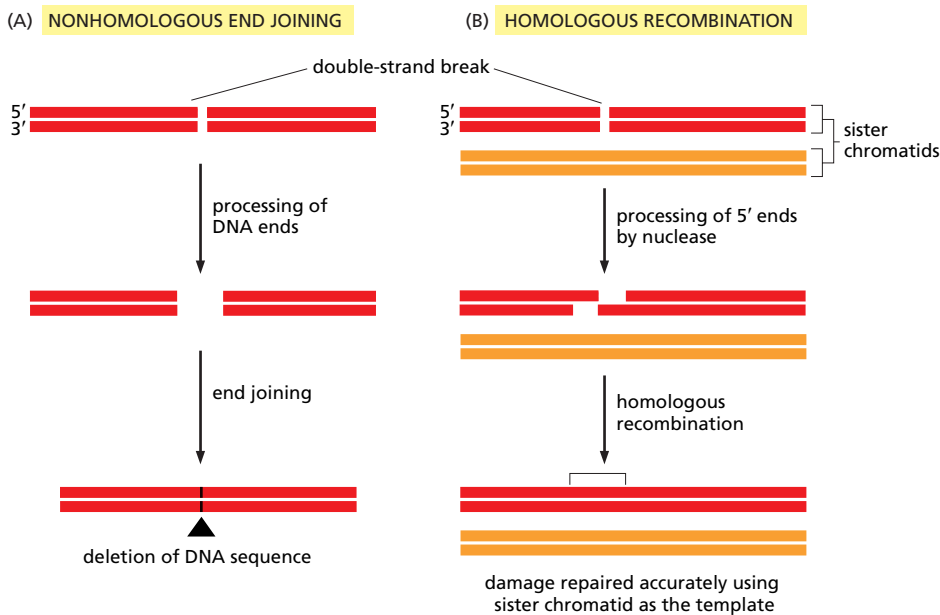 (A) NONHOMOLOGOUS END JOINING
(B) HOMOLOGOUS RECOMBINATION
double-strand break
5′
3′
5′
3′
sister
chromatids
processing of
DNA ends
processing of 5′ ends
by nuclease
end joining
homologous
recombination
deletion of DNA sequence
damage repaired accurately using
sister chromatid as the template